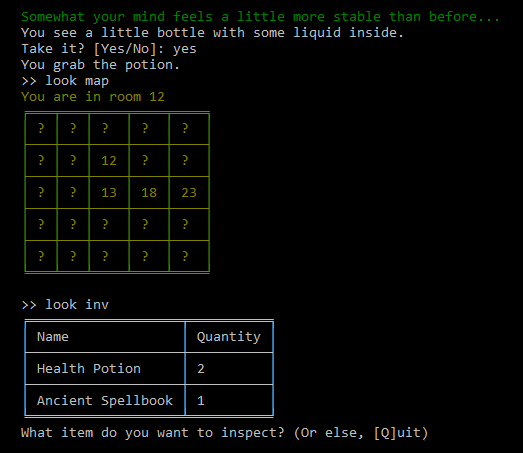 Somewhat your mind feels a little more stable than before...
You see a little bottle with some liquid inside.
Take it? [Yes/No]: yes
You grab the potion.
>> look map
You are in room 12
? ? ? ? ?
? ? 12 ? ?
? ? 13 18 23
? ? ? ? ?
? ? ? ? ?
>> look inv
Name Quantity
Health Potion 2
Ancient Spellbook 1
What item do you want to inspect? (Or else, [Q]uit)